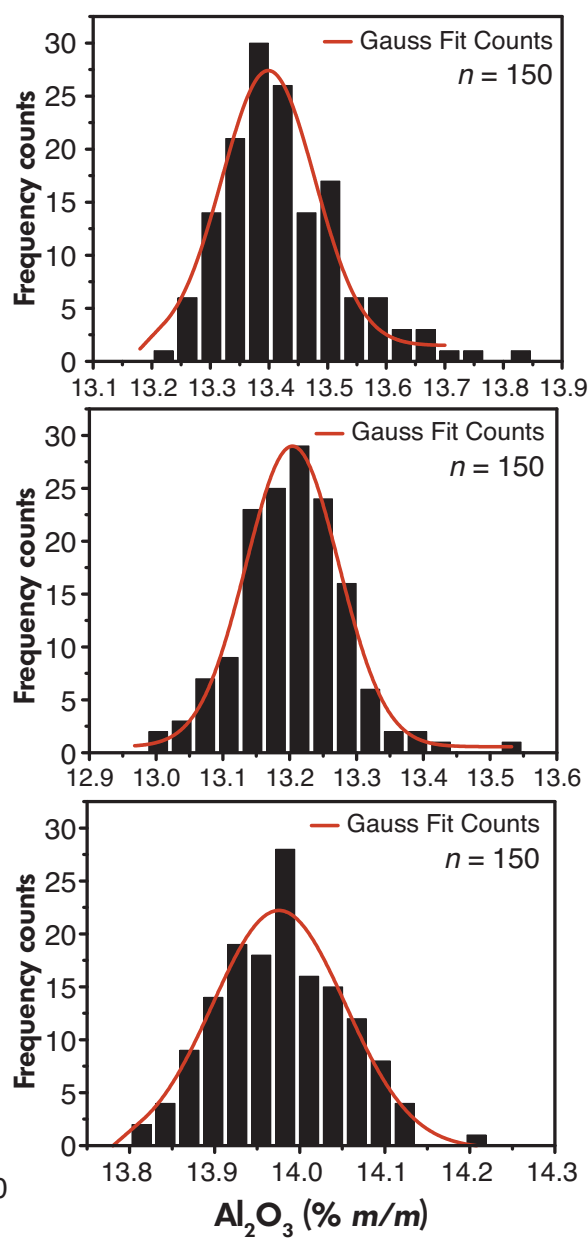 Gauss Fit Counts
n = 150
Frequency counts
30
25
20
15
10
5
0
13.1 13.2 13.3 13.4 13.5 13.6 13.7 13.8 13.9
Gauss Fit Counts
n = 150
Frequency counts
30
25
20
15
10
5
0
12.9 13.0 13.1 13.2 13.3 13.4 13.5 13.6
Gauss Fit Counts
n = 150
Frequency counts
30
25
20
15
10
5
0
13.8 13.9 14.0 14.1 14.2 14.3
0
Al₂O₃ (% m/m)